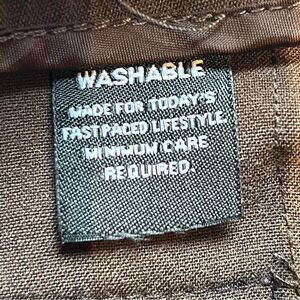 WASHABLE
MADE FOR TODAY'S
FASTPACED LIFESTYLE.
MINIMUM CARE
REQUIRED.